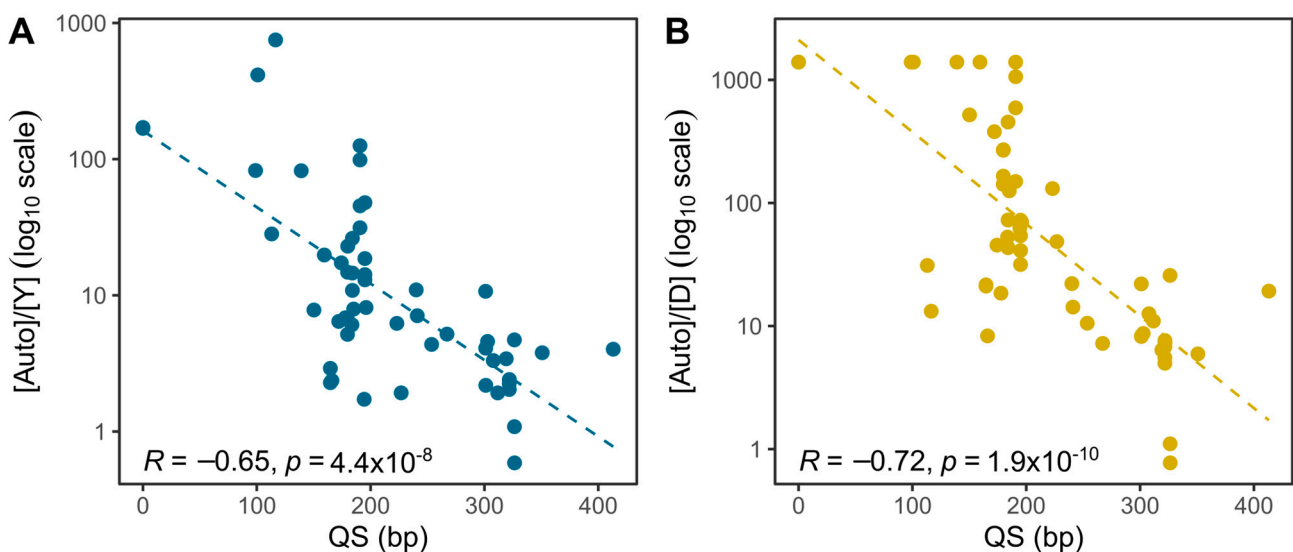 A
[Auto]/[Y] (log₁₀ scale)
1000
100
10
1
R = −0.65, p = 4.4x10⁻⁸
0 100 200 300 400
QS (bp)
B
[Auto]/[D] (log₁₀ scale)
1000
100
10
1
R = −0.72, p = 1.9x10⁻¹⁰
0 100 200 300 400
QS (bp)